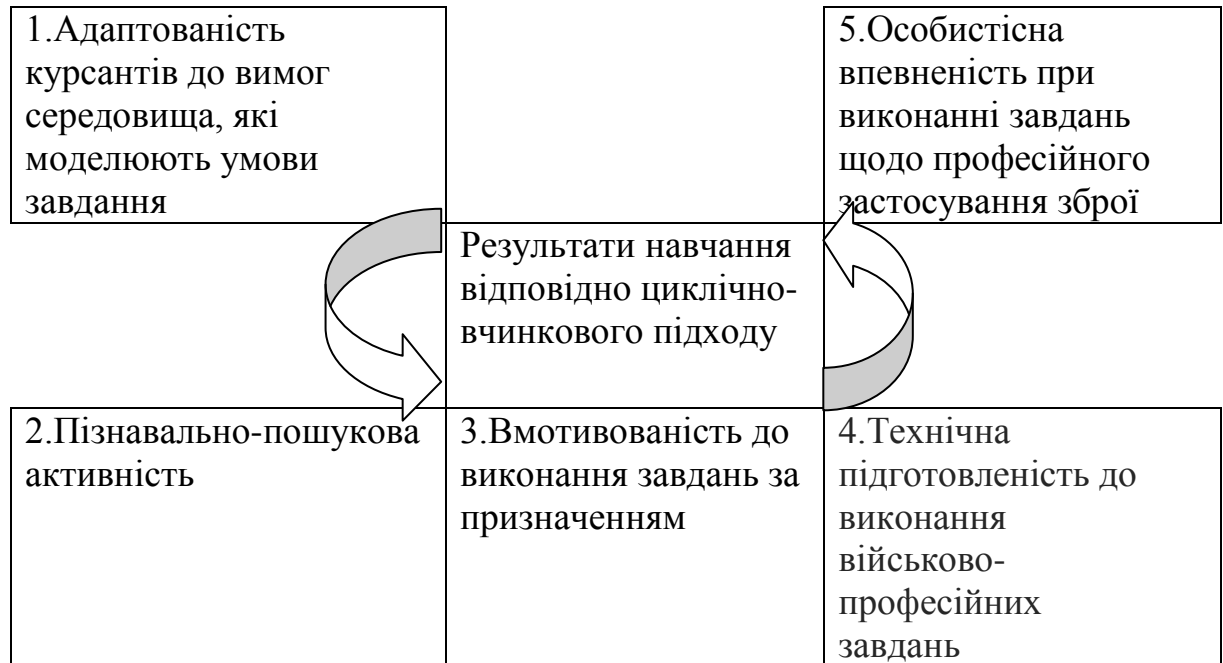 1.Адаптованість
курсантів до вимог
середовища, які
моделюють умови
завдання
5.Особистісна
впевненість при
виконанні завдань
щодо професійного
застосування зброї
Результати навчання
відповідно циклічно-
вчинкового підходу
2.Пізнавально-пошукова
активність
3.Вмотивованість до
виконання завдань за
призначенням
4.Технічна
підготовленість до
виконання
військово-
професійних
завдань